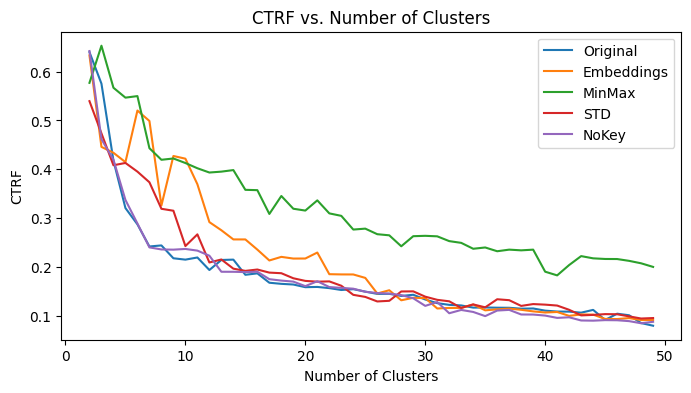 CTRF vs. Number of Clusters
Original
Embeddings
MinMax
STD
NoKey
CTRF
0.6
0.5
0.4
0.3
0.2
0.1
0
10
20
30
40
50
Number of Clusters